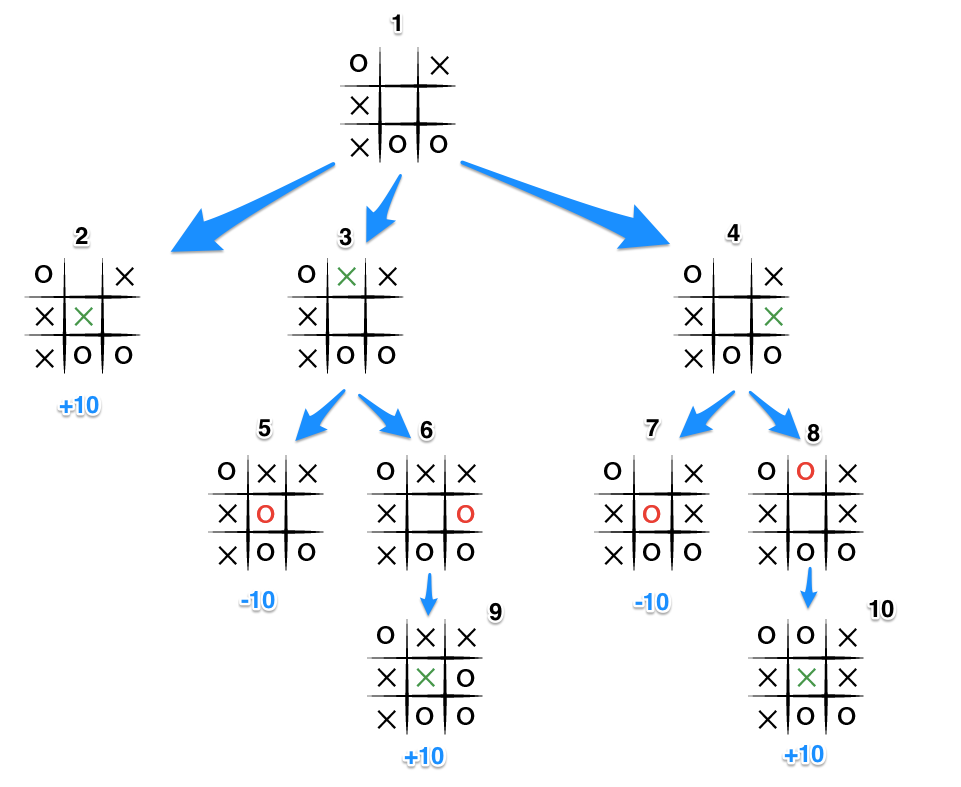 1
O X
X
X O O
2
3
4
O X
X X
X O O
O X X
X
X O O
O X
X X
X O O
+10
5
6
7
8
O X X
X O
X O O
O X X
X O
X O O
O X
X O X
X O O
O O X
X X
X O O
-10
-10
9
10
O X X
X X O
X O O
O O X
X X X
X O O
+10
+10